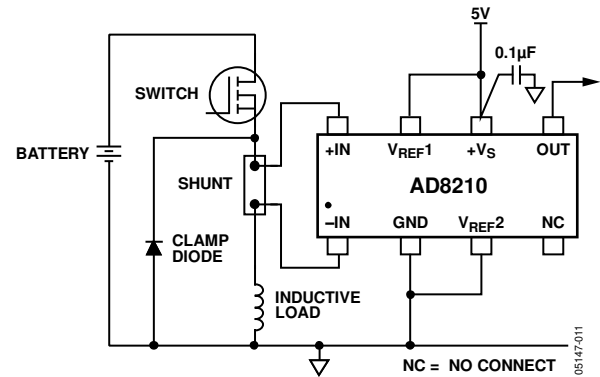 5V
0.1µF
SWITCH
BATTERY
+IN
VREF1
+VS
OUT
SHUNT
AD8210
–IN
GND
VREF2
NC
CLAMP
DIODE
INDUCTIVE
LOAD
NC = NO CONNECT
05147-011